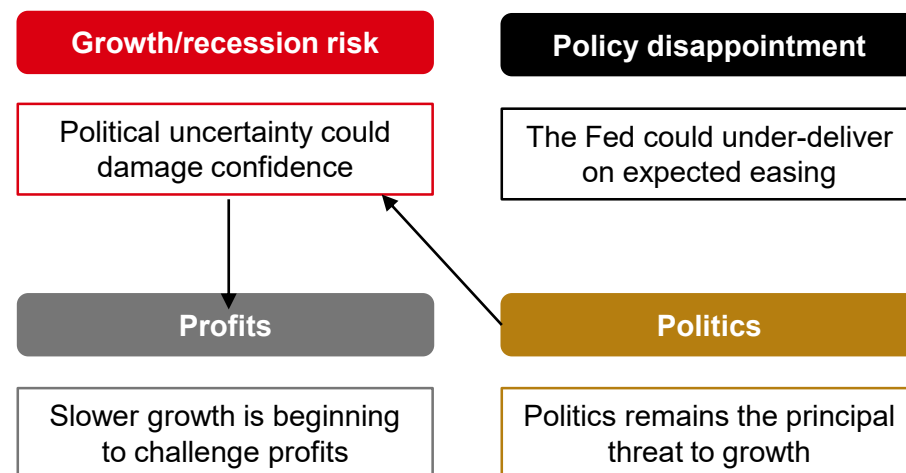 Growth/recession risk
Political uncertainty could
damage confidence
Policy disappointment
The Fed could under-deliver
on expected easing
Profits
Slower growth is beginning
to challenge profits
Politics
Politics remains the principal
threat to growth